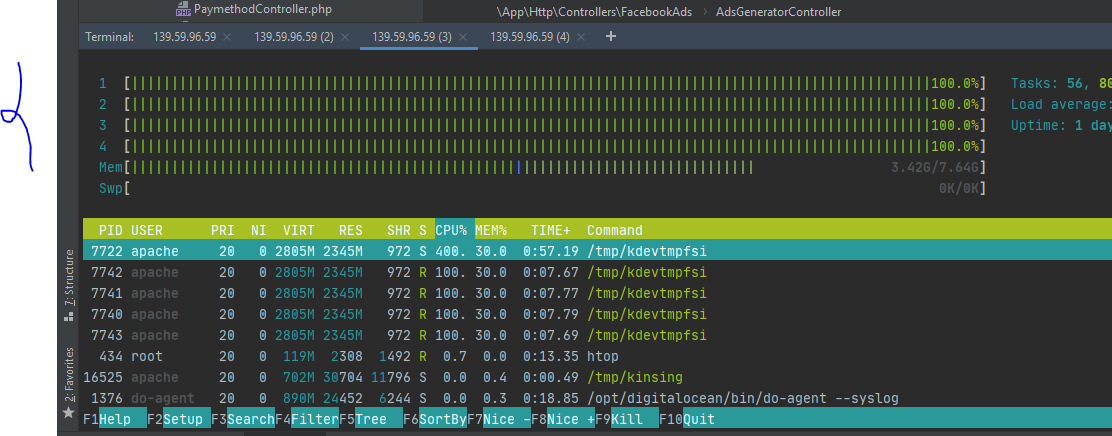 PaymethodController.php
\App\Http\Controllers\FacebookAds › AdsGeneratorController
Terminal: 139.59.96.59 × 139.59.96.59 (2) × 139.59.96.59 (3) × 139.59.96.59 (4) × +
1 [100.0%] Tasks: 56, 80
2 [100.0%] Load average:
3 [100.0%] Uptime: 1 day
4 [100.0%]
Mem[3.42G/7.64G]
Swp[0K/0K]
PID USER PRI NI VIRT RES SHR S CPU% MEM% TIME+ Command
7722 apache 20 0 2805M 2345M 972 S 400. 30.0 0:57.19 /tmp/kdevtmpfsi
7742 apache 20 0 2805M 2345M 972 R 100. 30.0 0:07.67 /tmp/kdevtmpfsi
7741 apache 20 0 2805M 2345M 972 R 100. 30.0 0:07.77 /tmp/kdevtmpfsi
7740 apache 20 0 2805M 2345M 972 R 100. 30.0 0:07.79 /tmp/kdevtmpfsi
7743 apache 20 0 2805M 2345M 972 R 100. 30.0 0:07.69 /tmp/kdevtmpfsi
434 root 20 0 119M 2308 1492 R 0.7 0.0 0:13.35 htop
16525 apache 20 0 702M 30704 11796 S 0.0 0.4 0:00.49 /tmp/kinsing
1376 do-agent 20 0 890M 24452 6244 S 0.0 0.3 0:18.85 /opt/digitalocean/bin/do-agent --syslog
F1Help F2Setup F3SearchF4FilterF5Tree F6SortByF7Nice -F8Nice +F9Kill F10Quit
7: Structure
2: Favorites